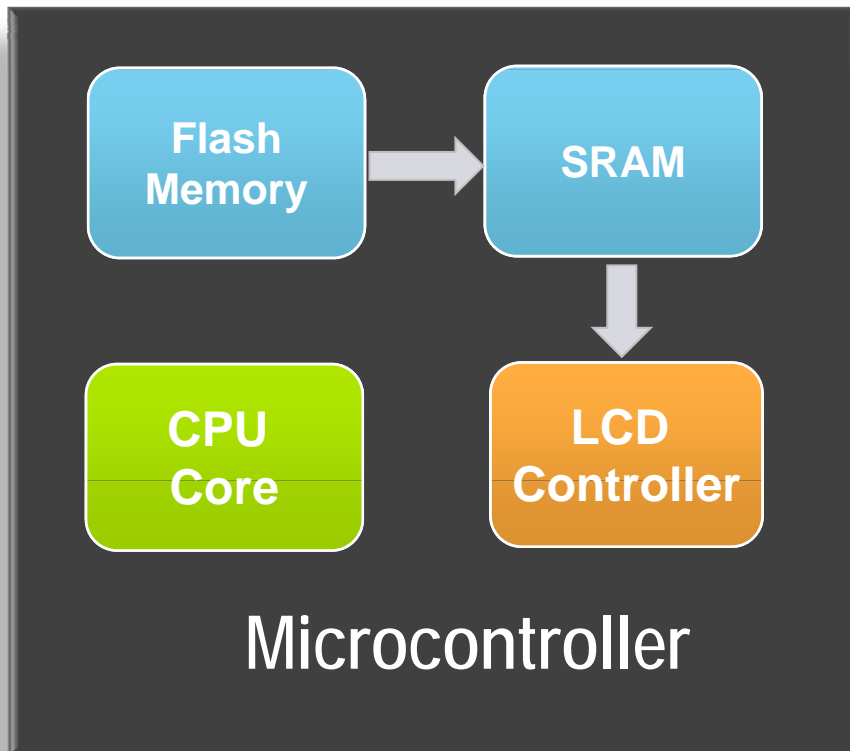 Flash
Memory
SRAM
CPU
Core
LCD
Controller
Microcontroller